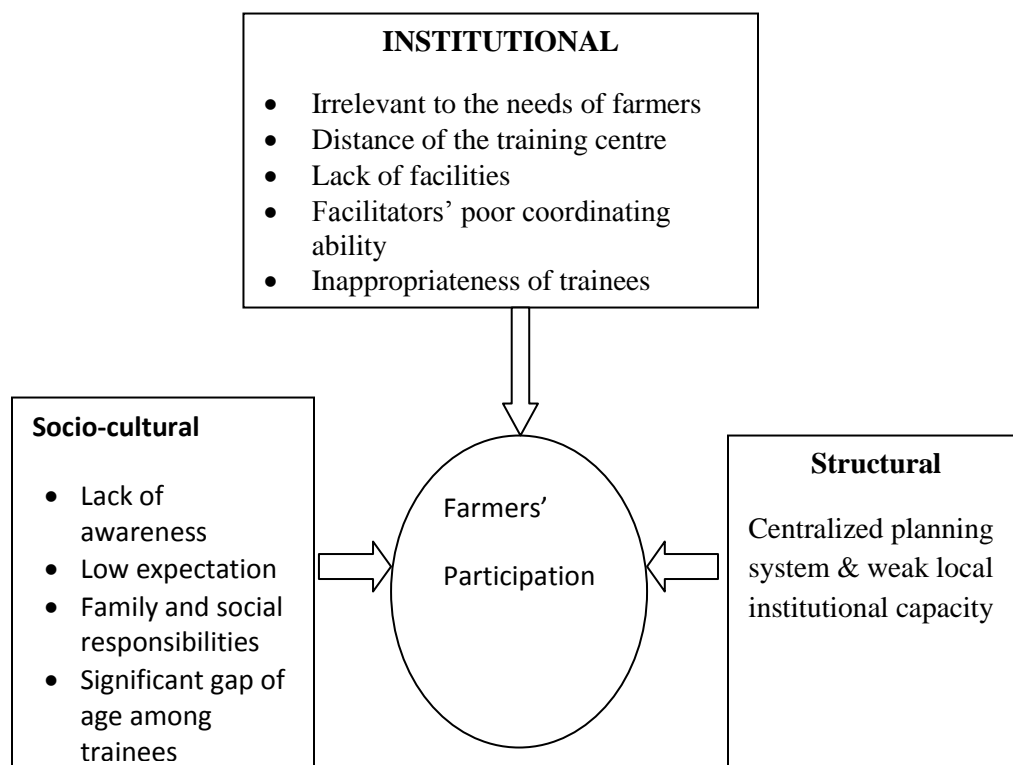 INSTITUTIONAL
• Irrelevant to the needs of farmers
• Distance of the training centre
• Lack of facilities
• Facilitators’ poor coordinating
ability
• Inappropriateness of trainees
Socio-cultural
• Lack of
awareness
• Low expectation
• Family and social
responsibilities
• Significant gap of
age among
trainees
Farmers’
Participation
Structural
Centralized planning
system & weak local
institutional capacity